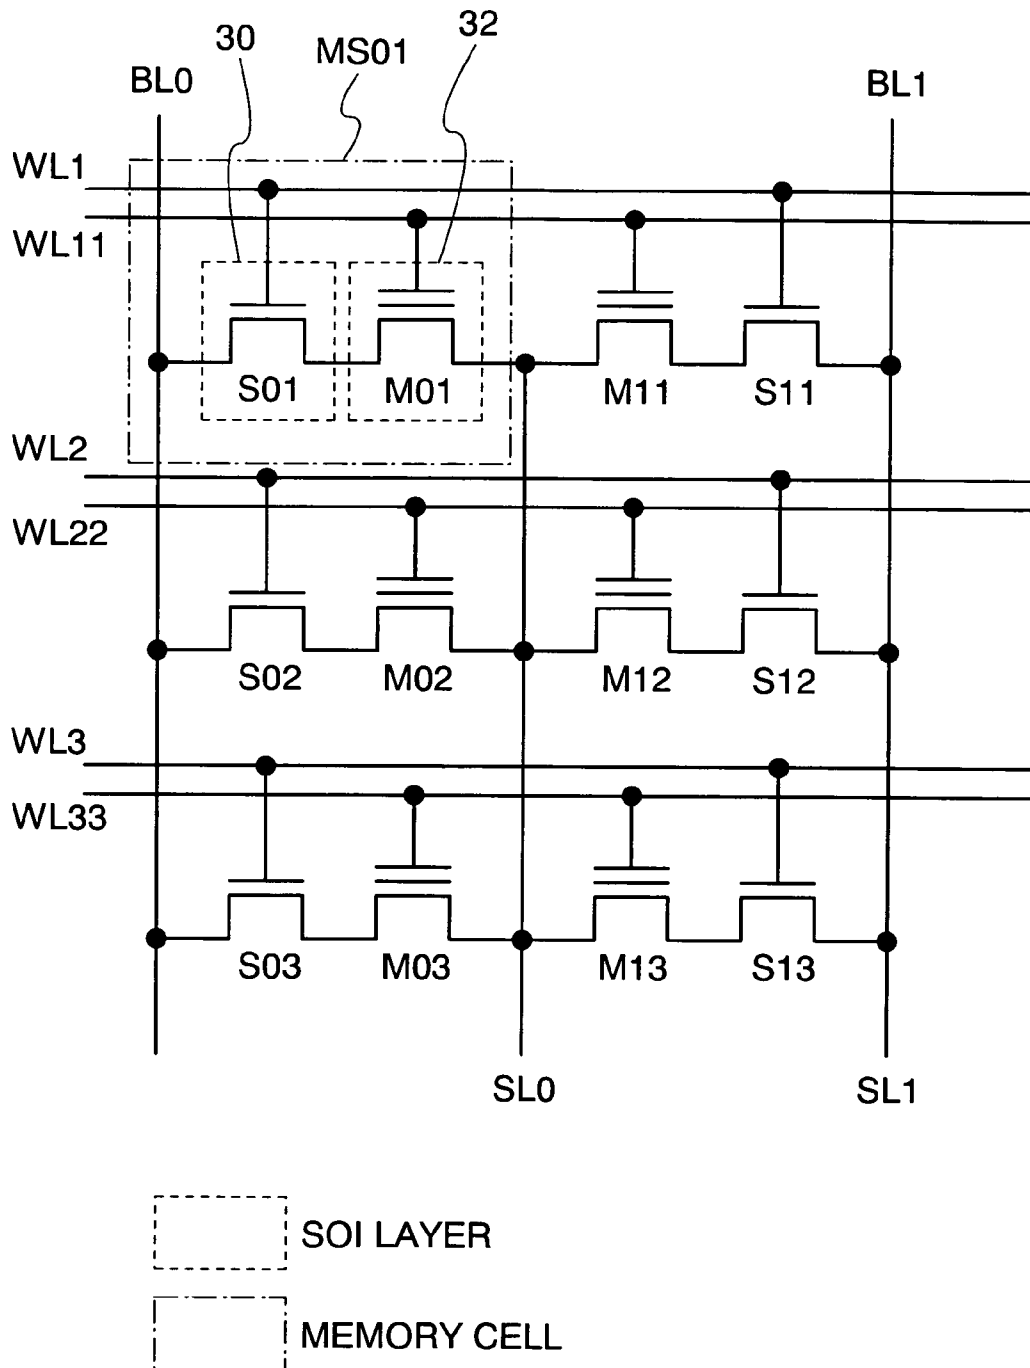 30
MS01
32
BL0
BL1
WL1
WL11
S01
M01
M11
S11
WL2
WL22
S02
M02
M12
S12
WL3
WL33
S03
M03
M13
S13
SL0
SL1
SOI LAYER
MEMORY CELL